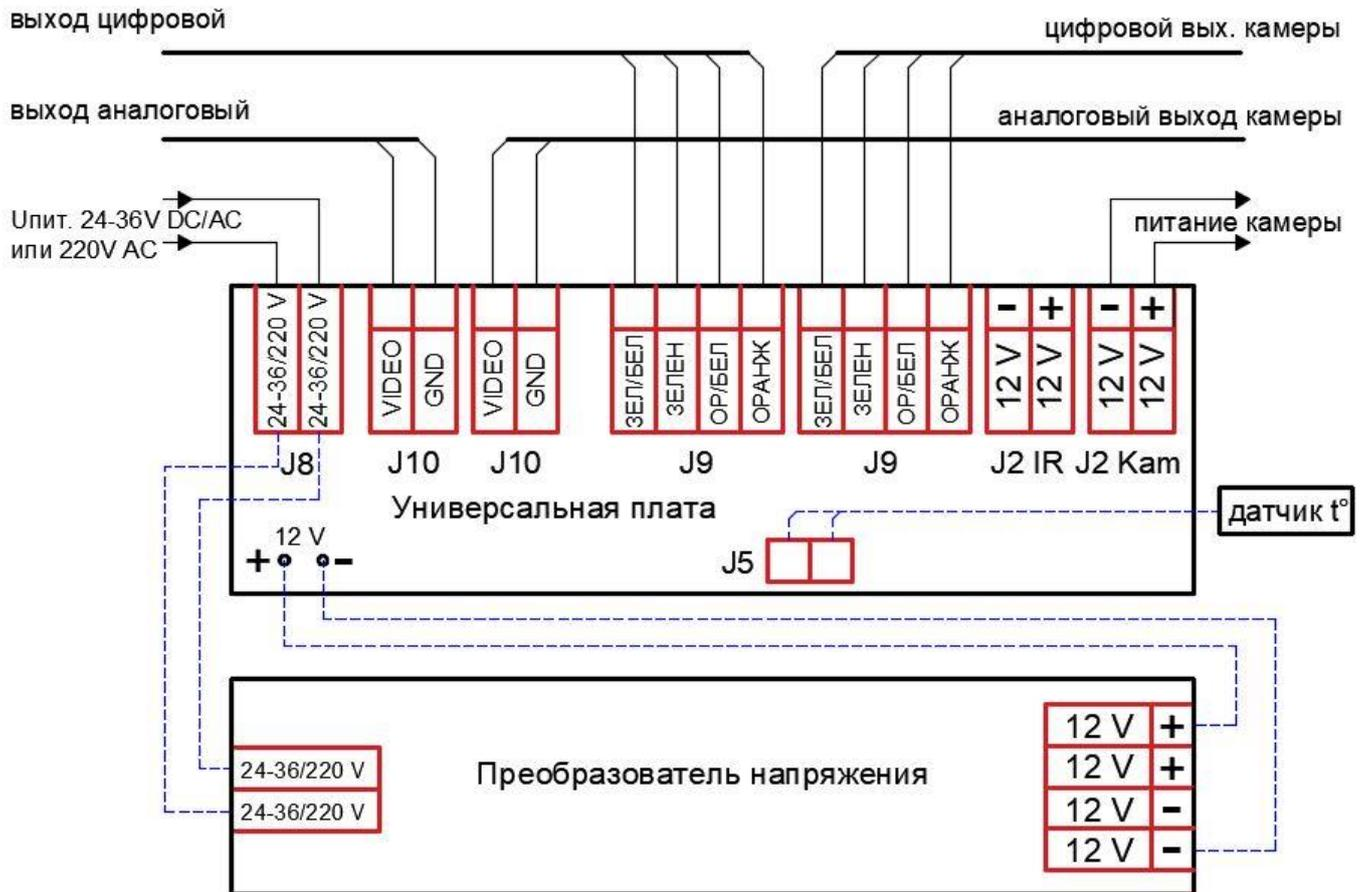 выход цифровой
цифровой вых. камеры
выход аналоговый
аналоговый выход камеры
Uпит. 24-36V DC/AC
или 220V AC
питание камеры
24-36/220 V
24-36/220 V
VIDEO
GND
VIDEO
GND
ЗЕЛ/БЕЛ
ЗЕЛЕН
ОР/БЕЛ
ОРАНЖ
ЗЕЛ/БЕЛ
ЗЕЛЕН
ОР/БЕЛ
ОРАНЖ
- +
12 V
12 V
- +
12 V
12 V
J8
J10
J10
J9
J9
J2 IR
J2 Kam
Универсальная плата
датчик t°
12 V
+ -
J5
12 V +
24-36/220 V
Преобразователь напряжения
12 V +
24-36/220 V
12 V -
12 V -